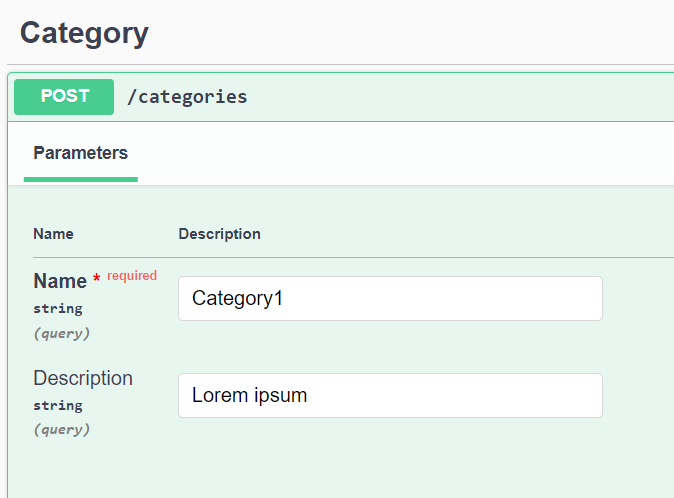 Category
POST /categories
Parameters
Name Description
Name * required
string
(query)
Category1
Description
string
(query)
Lorem ipsum